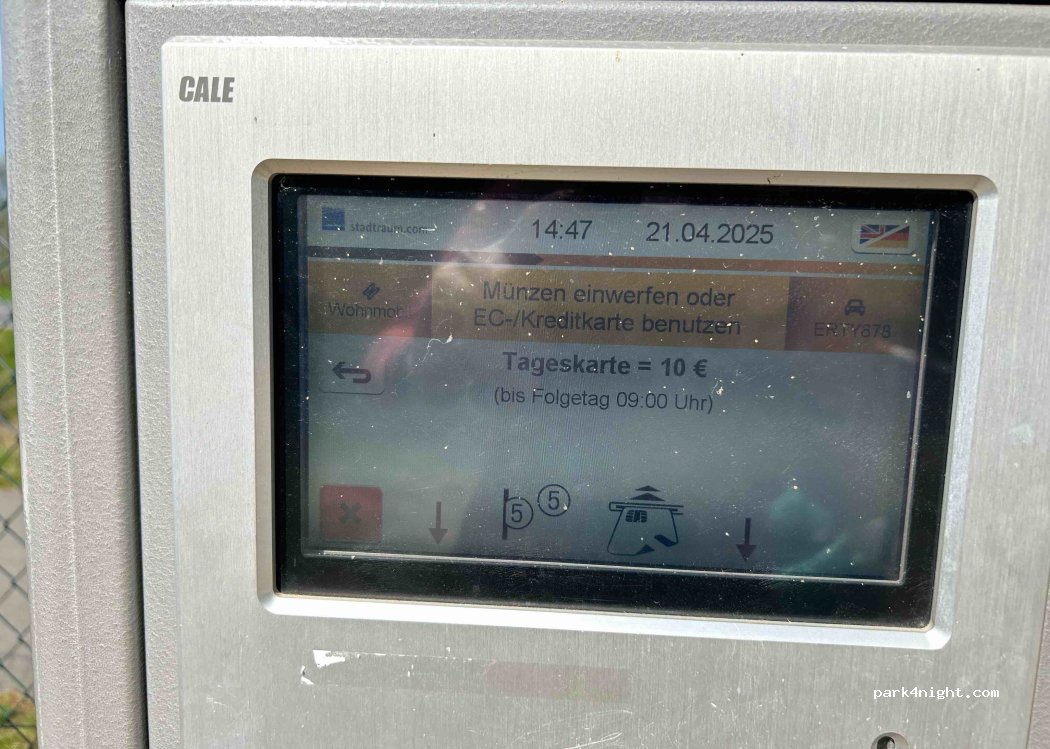 CALE
stadtraum.com
14:47 21.04.2025
Wohnmobil
Münzen einwerfen oder
EC-/Kreditkarte benutzen
ERTY878
Tageskarte = 10 €
(bis Folgetag 09:00 Uhr)
5 5
park4night.com